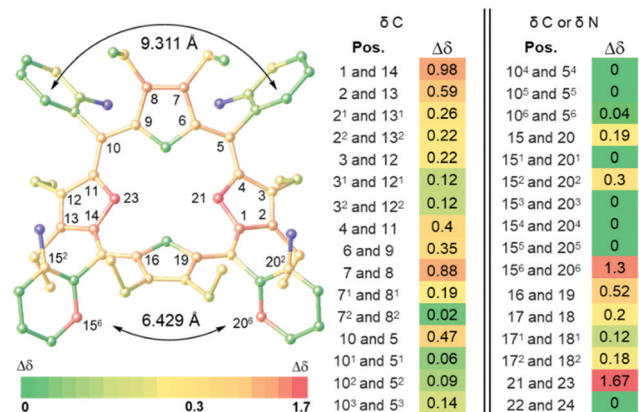 9.311 Å
8 7
9 6
10 5
11 4
12 23 21 3
13 14 1 2
15² 16 19 20²
15⁶ 6.429 Å 20⁶
Δδ Δδ
0 0.3 1.7
δ C
Pos. Δδ
1 and 14 0.98
2 and 13 0.59
2¹ and 13¹ 0.26
2² and 13² 0.22
3 and 12 0.22
3¹ and 12¹ 0.12
3² and 12² 0.12
4 and 11 0.4
6 and 9 0.35
7 and 8 0.88
7¹ and 8¹ 0.19
7² and 8² 0.02
10 and 5 0.47
10¹ and 5¹ 0.06
10² and 5² 0.09
10³ and 5³ 0.14
δ C or δ N
Pos. Δδ
10⁴ and 5⁴ 0
10⁵ and 5⁵ 0
10⁶ and 5⁶ 0.04
15 and 20 0.19
15¹ and 20¹ 0
15² and 20² 0.3
15³ and 20³ 0
15⁴ and 20⁴ 0
15⁵ and 20⁵ 0
15⁶ and 20⁶ 1.3
16 and 19 0.52
17 and 18 0.2
17¹ and 18¹ 0.12
17² and 18² 0.18
21 and 23 1.67
22 and 24 0